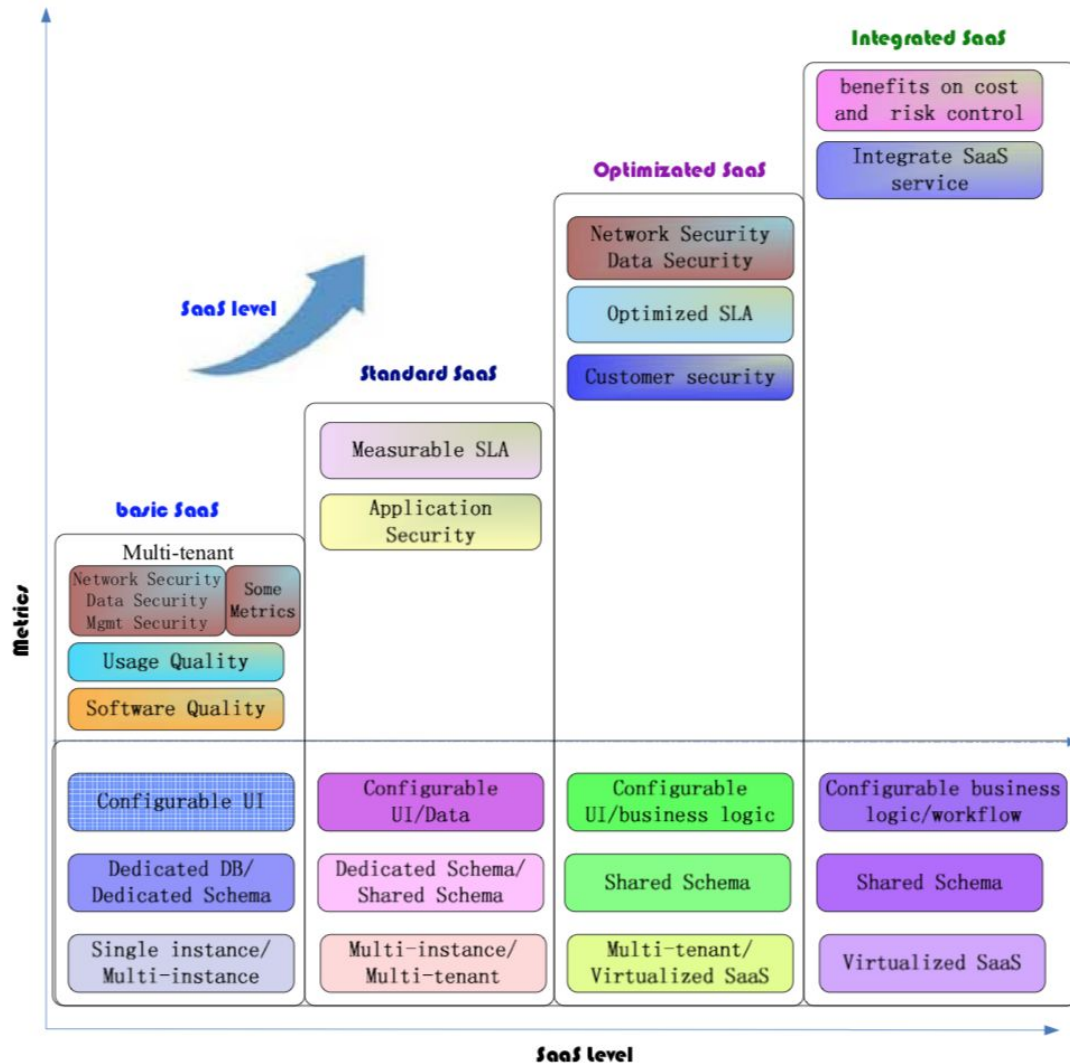 Integrated SaaS
benefits on cost
and risk control
Integrate SaaS
service
Optimizated SaaS
Network Security
Data Security
Optimized SLA
Customer security
SaaS level
Standard SaaS
Measurable SLA
Application
Security
basic SaaS
Multi-tenant
Network Security
Data Security
Mgmt Security
Some
Metrics
Usage Quality
Software Quality
Metrics
Configurable UI
Configurable
UI/Data
Configurable
UI/business logic
Configurable business
logic/workflow
Dedicated DB/
Dedicated Schema
Dedicated Schema/
Shared Schema
Shared Schema
Shared Schema
Single instance/
Multi-instance
Multi-instance/
Multi-tenant
Multi-tenant/
Virtualized SaaS
Virtualized SaaS
SaaS Level